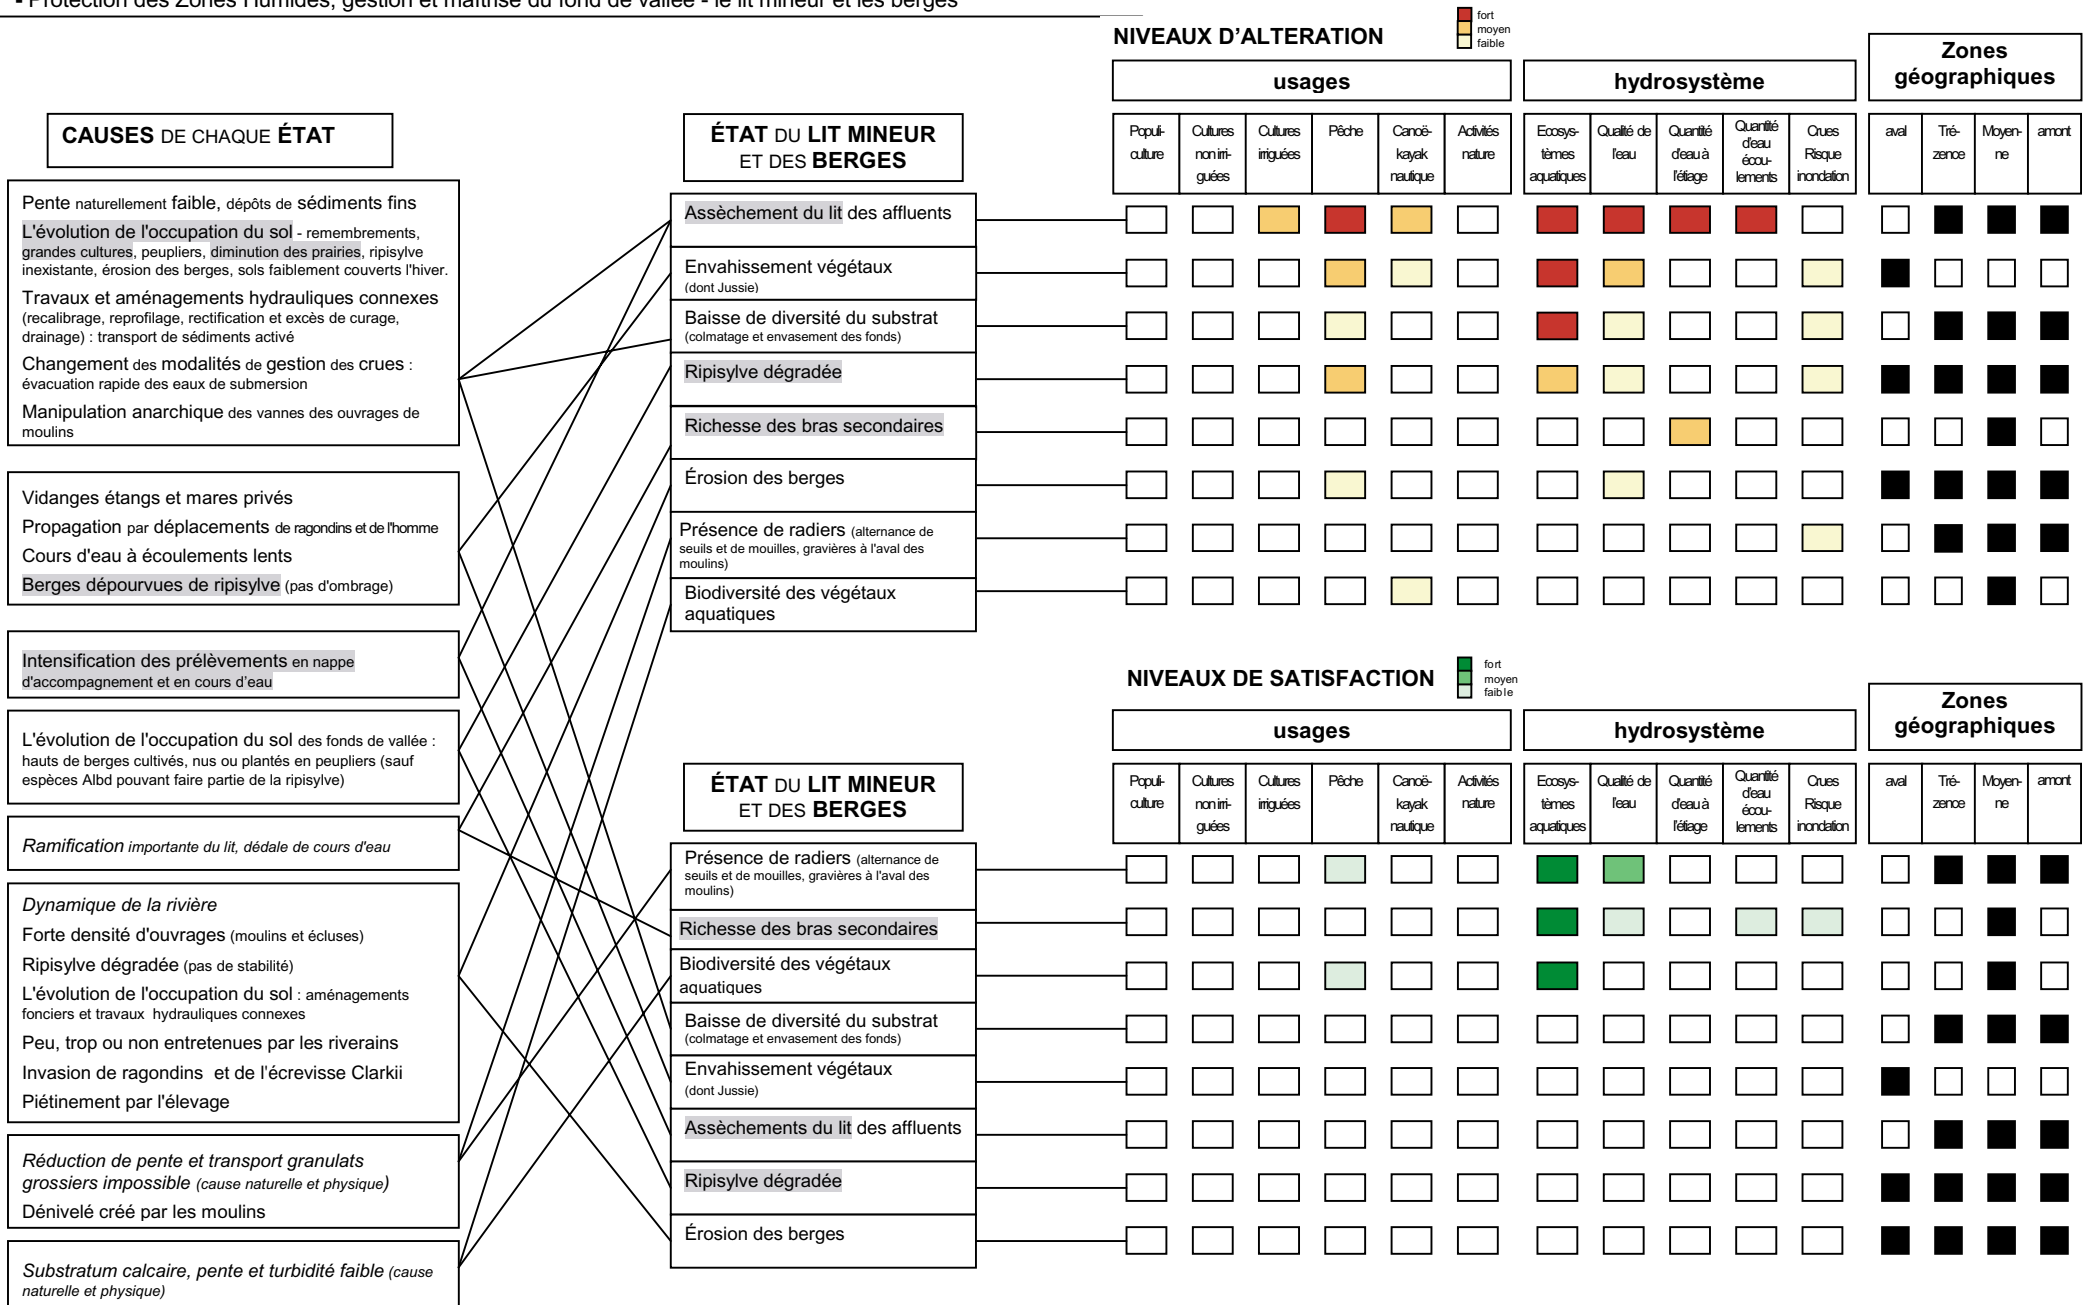 - Protection des Zones Humides, gestion et maîtrise du fond de vallée - le lit mineur et les berges
NIVEAUX D'ALTERATION
fort
moyen
faible
usages
hydrosystème
Zones
géographiques
CAUSES DE CHAQUE ÉTAT
ÉTAT DU LIT MINEUR
ET DES BERGES
Populi-
culture
Cultures
non irri-
guées
Cultures
irriguées
Pêche
Canoë-
kayak
nautique
Activités
nature
Ecosys-
tèmes
aquatiques
Qualité de
l'eau
Quantité
d'eau à
l'étiage
Quantité
d'eau
écou-
lements
Crues
Risque
inondation
aval
Tré-
zence
Moyen-
ne
amont
Pente naturellement faible, dépôts de sédiments fins
L'évolution de l'occupation du sol - remembrements,
grandes cultures, peupliers, diminution des prairies, ripisylve
inexistante, érosion des berges, sols faiblement couverts l'hiver.
Travaux et aménagements hydrauliques connexes
(recalibrage, reprofilage, rectification et excès de curage,
drainage) : transport de sédiments activé
Changement des modalités de gestion des crues :
évacuation rapide des eaux de submersion
Manipulation anarchique des vannes des ouvrages de
moulins
Vidanges étangs et mares privés
Propagation par déplacements de ragondins et de l'homme
Cours d'eau à écoulements lents
Berges dépourvues de ripisylve (pas d'ombrage)
Intensification des prélèvements en nappe
d'accompagnement et en cours d'eau
L'évolution de l'occupation du sol des fonds de vallée :
hauts de berges cultivés, nus ou plantés en peupliers (sauf
espèces Albd pouvant faire partie de la ripisylve)
Ramification importante du lit, dédale de cours d'eau
Dynamique de la rivière
Forte densité d'ouvrages (moulins et écluses)
Ripisylve dégradée (pas de stabilité)
L'évolution de l'occupation du sol : aménagements
fonciers et travaux hydrauliques connexes
Peu, trop ou non entretenues par les riverains
Invasion de ragondins et de l'écrevisse Clarkii
Piétinement par l'élevage
Réduction de pente et transport granulats
grossiers impossible (cause naturelle et physique)
Dénivelé créé par les moulins
Substratum calcaire, pente et turbidité faible (cause
naturelle et physique)
Assèchement du lit des affluents
Envahissement végétaux
(dont Jussie)
Baisse de diversité du substrat
(colmatage et envasement des fonds)
Ripisylve dégradée
Richesse des bras secondaires
Érosion des berges
Présence de radiers (alternance de
seuils et de mouilles, gravières à l'aval des
moulins)
Biodiversité des végétaux
aquatiques
NIVEAUX DE SATISFACTION
fort
moyen
faible
usages
hydrosystème
Zones
géographiques
ÉTAT DU LIT MINEUR
ET DES BERGES
Populi-
culture
Cultures
non irri-
guées
Cultures
irriguées
Pêche
Canoë-
kayak
nautique
Activités
nature
Ecosys-
tèmes
aquatiques
Qualité de
l'eau
Quantité
d'eau à
l'étiage
Quantité
d'eau
écou-
lements
Crues
Risque
inondation
aval
Tré-
zence
Moyen-
ne
amont
Présence de radiers (alternance de
seuils et de mouilles, gravières à l'aval des
moulins)
Richesse des bras secondaires
Biodiversité des végétaux
aquatiques
Baisse de diversité du substrat
(colmatage et envasement des fonds)
Envahissement végétaux
(dont Jussie)
Assèchements du lit des affluents
Ripisylve dégradée
Érosion des berges